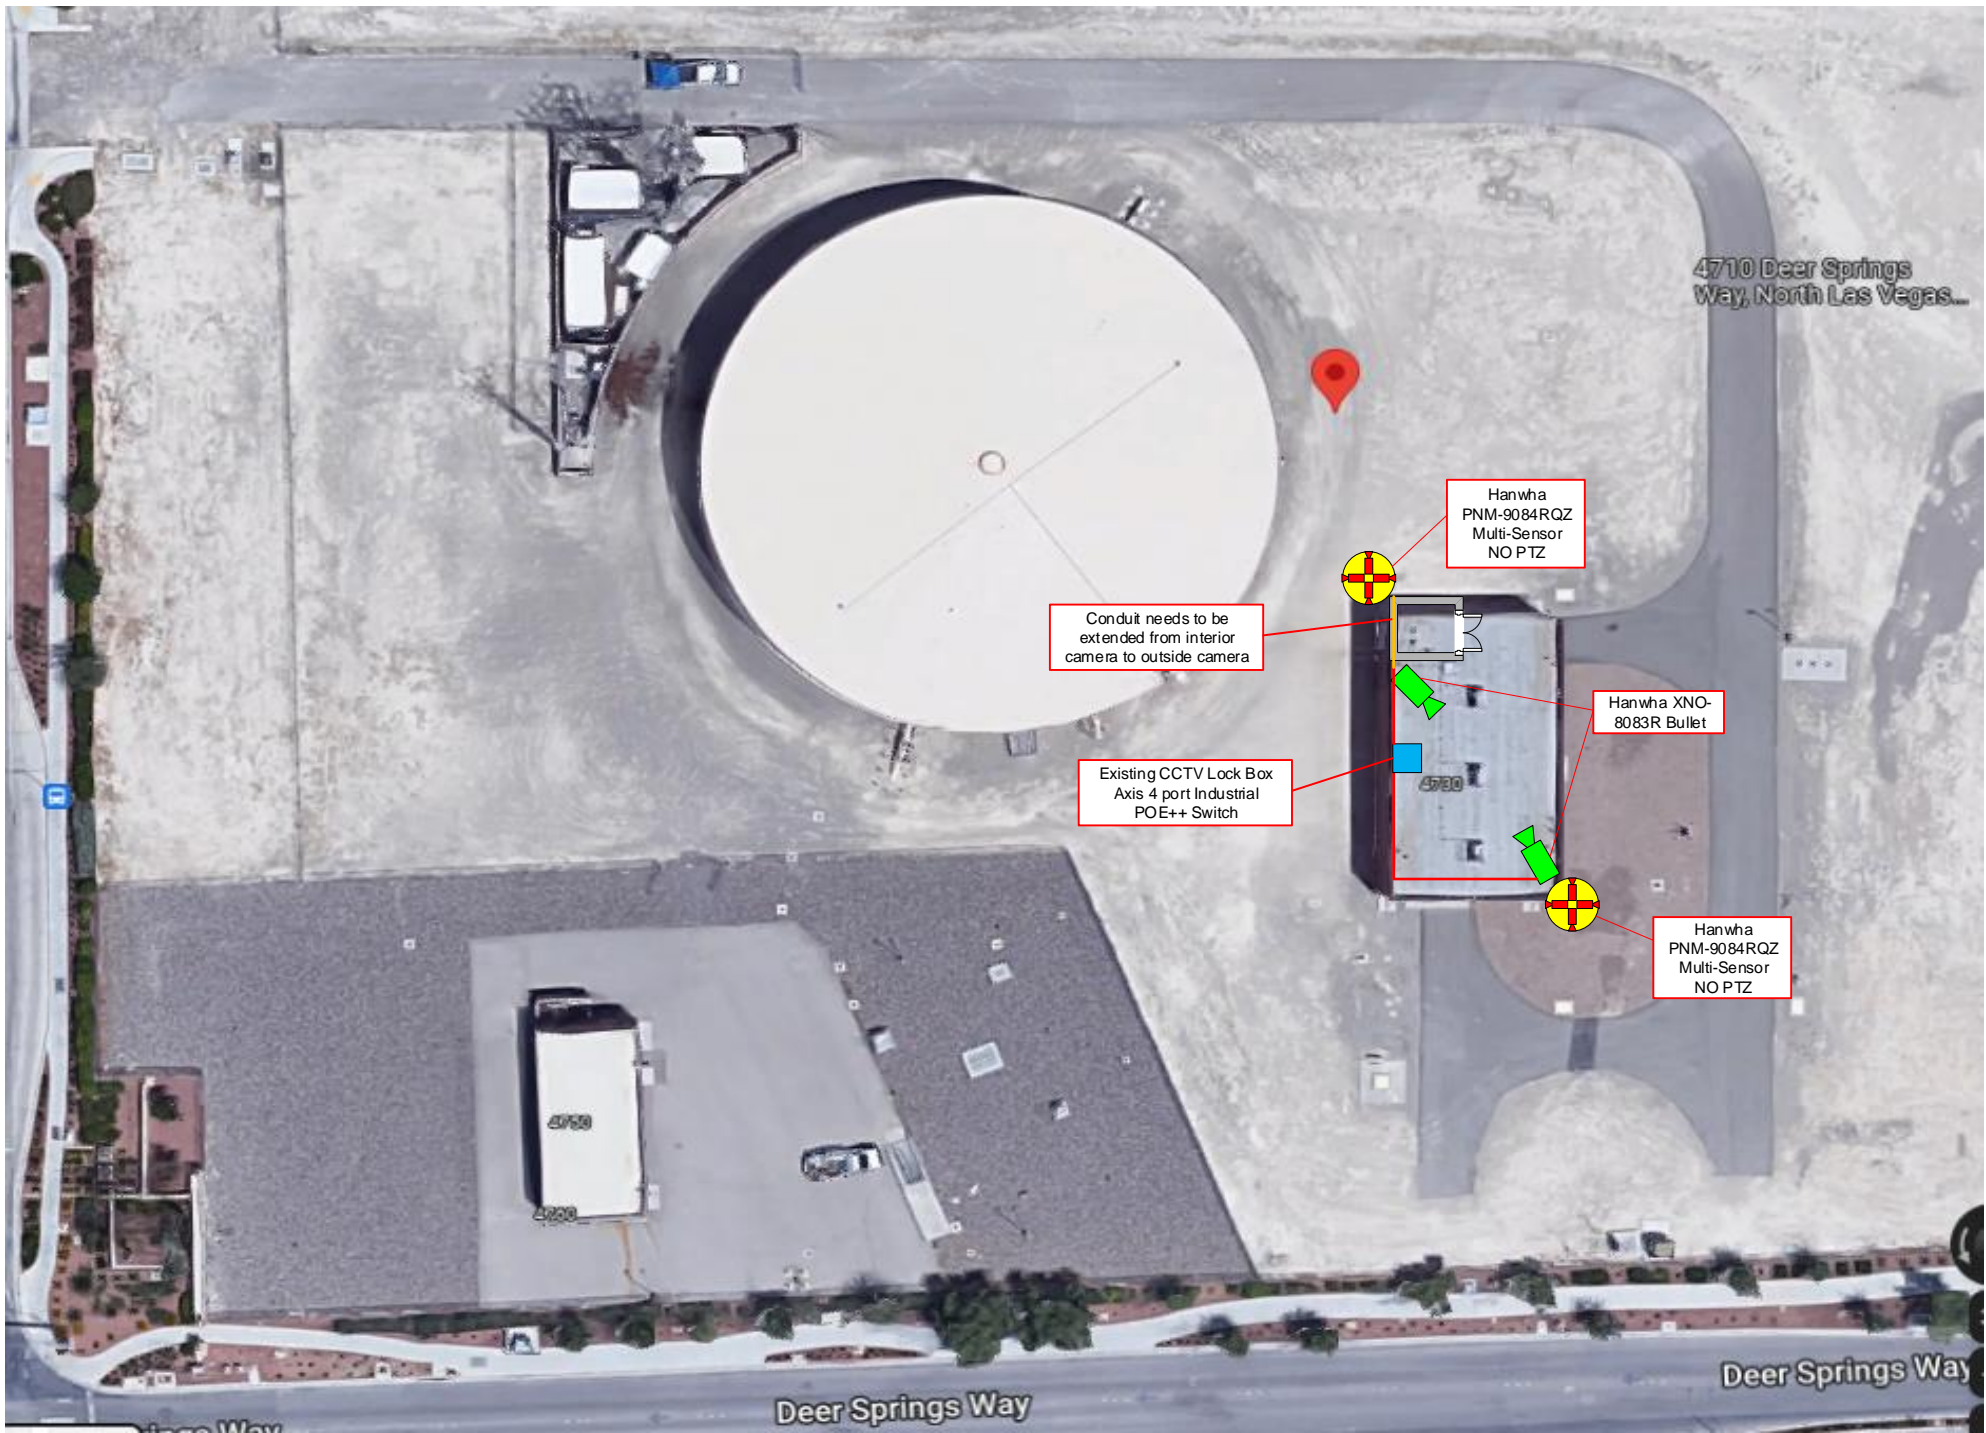 4710 Deer Springs
Way, North Las Vegas...
Hanwha
PNM-9084RQZ
Multi-Sensor
NO PTZ
Conduit needs to be
extended from interior
camera to outside camera
Hanwha XNO-
8083R Bullet
Existing CCTV Lock Box
Axis 4 port Industrial
POE++ Switch
4730
Hanwha
PNM-9084RQZ
Multi-Sensor
NO PTZ
4750
4760
Deer Springs Way
Deer Springs Way
Way